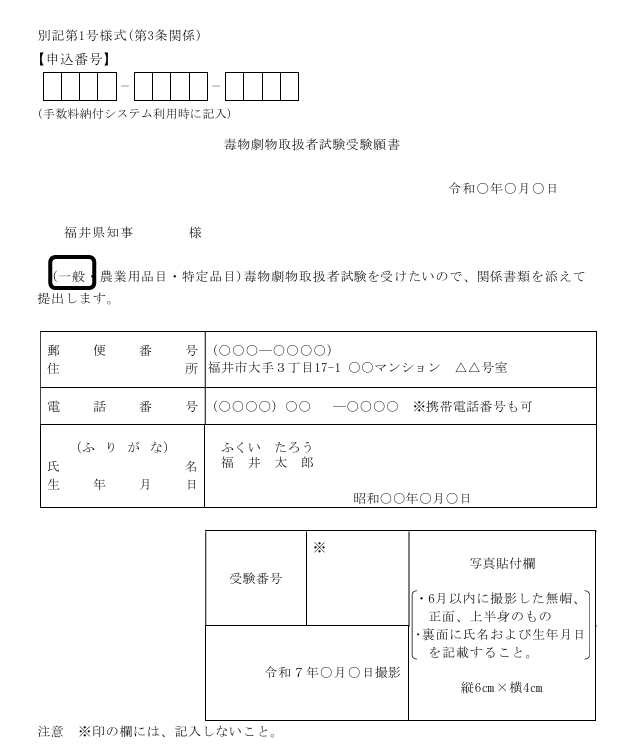 別記第1号様式(第3条関係)
【申込番号】
－ －
(手数料納付システム利用時に記入)
毒物劇物取扱者試験受験願書
令和〇年〇月〇日
福井県知事 様
(一般・農業用品目・特定品目)毒物劇物取扱者試験を受けたいので、関係書類を添えて
提出します。
郵便番号 (〇〇〇―〇〇〇〇)
住所 福井市大手３丁目17-1 〇〇マンション △△号室
電話番号 (〇〇〇〇) 〇〇 ―〇〇〇〇 ※携帯電話番号も可
(ふりがな) ふくい たろう
氏名 福井太郎
生年月日 昭和〇〇年〇月〇日
受験番号
※
写真貼付欄
・6月以内に撮影した無帽、
正面、上半身のもの
・裏面に氏名および生年月日
を記載すること。
縦6cm×横4cm
令和７年〇月〇日撮影
注意 ※印の欄には、記入しないこと。